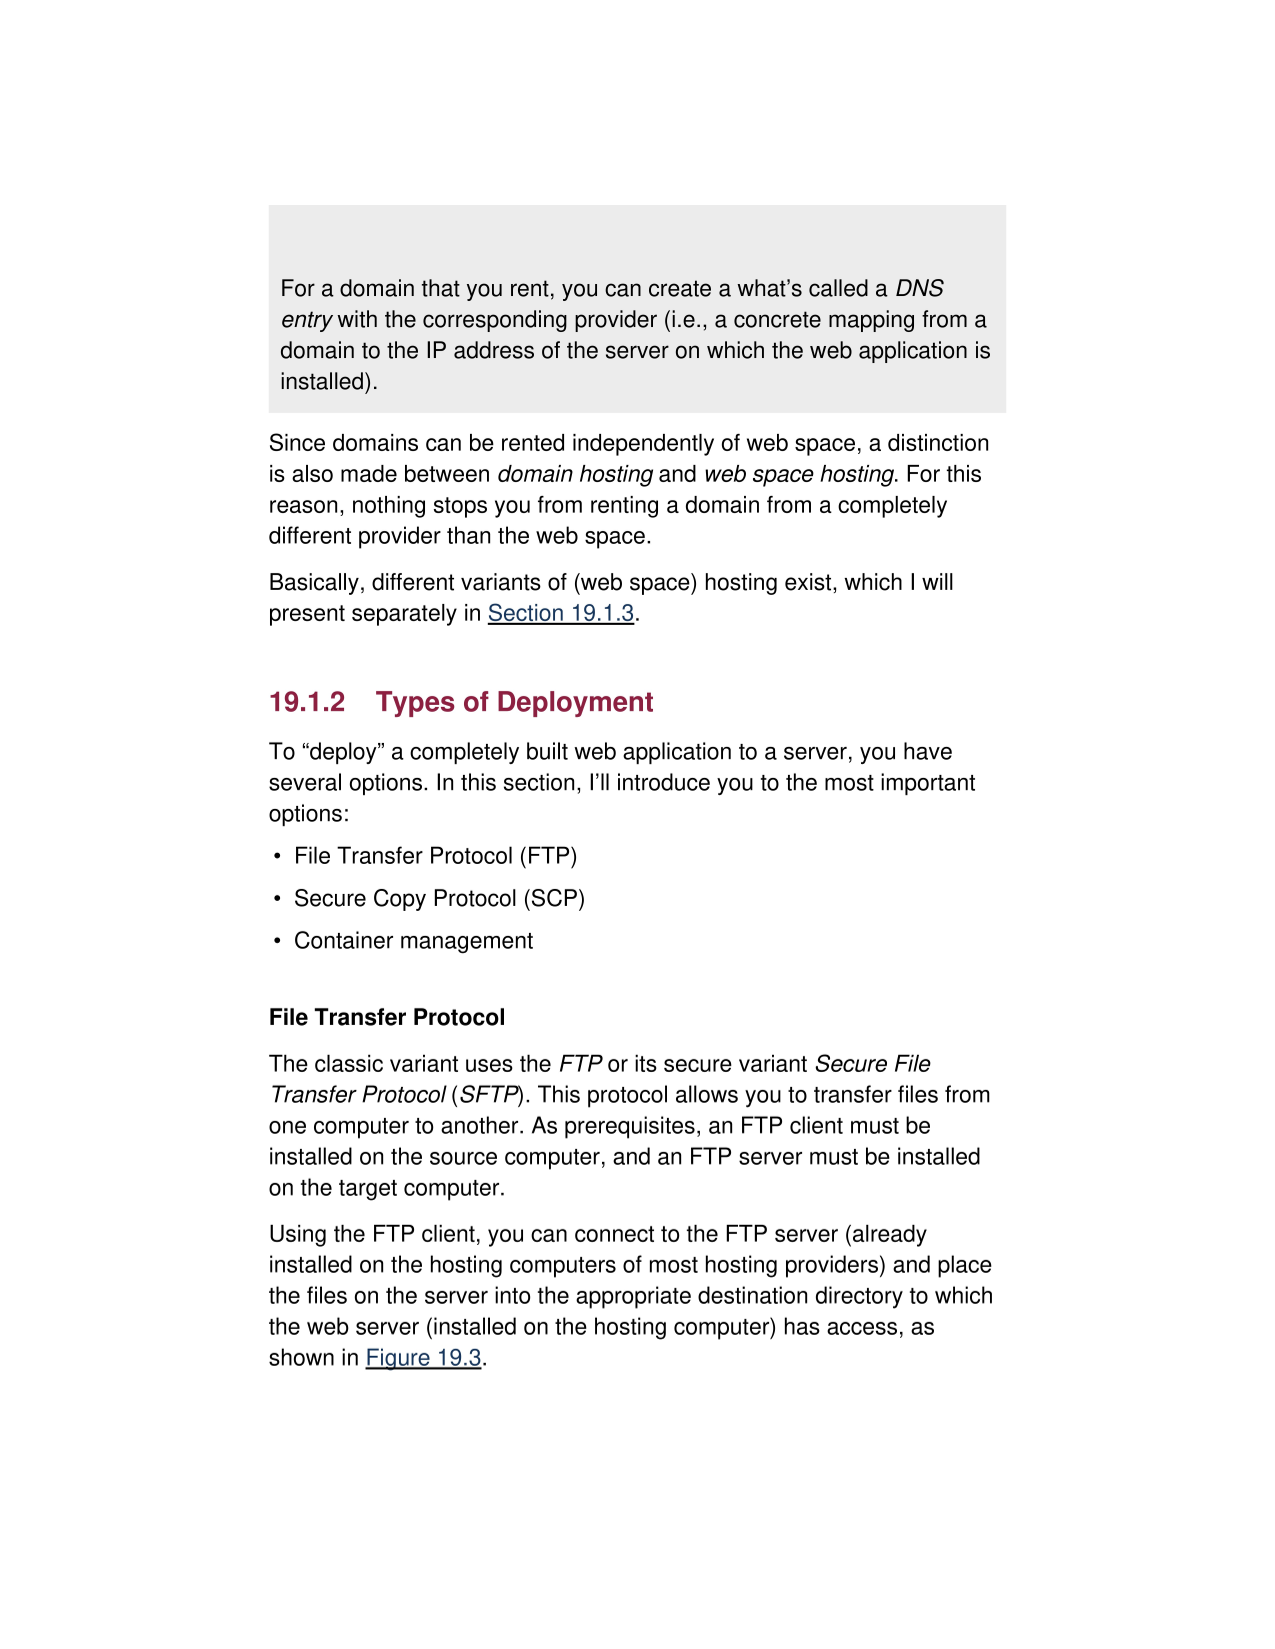 For a domain that you rent, you can create a what’s called a DNS
entry with the corresponding provider (i.e., a concrete mapping from a
domain to the IP address of the server on which the web application is
installed).
Since domains can be rented independently of web space, a distinction
is also made between domain hosting and web space hosting. For this
reason, nothing stops you from renting a domain from a completely
different provider than the web space.
Basically, different variants of (web space) hosting exist, which I will
present separately in Section 19.1.3.
19.1.2 Types of Deployment
To “deploy” a completely built web application to a server, you have
several options. In this section, I’ll introduce you to the most important
options:
• File Transfer Protocol (FTP)
• Secure Copy Protocol (SCP)
• Container management
File Transfer Protocol
The classic variant uses the FTP or its secure variant Secure File
Transfer Protocol (SFTP). This protocol allows you to transfer files from
one computer to another. As prerequisites, an FTP client must be
installed on the source computer, and an FTP server must be installed
on the target computer.
Using the FTP client, you can connect to the FTP server (already
installed on the hosting computers of most hosting providers) and place
the files on the server into the appropriate destination directory to which
the web server (installed on the hosting computer) has access, as
shown in Figure 19.3.